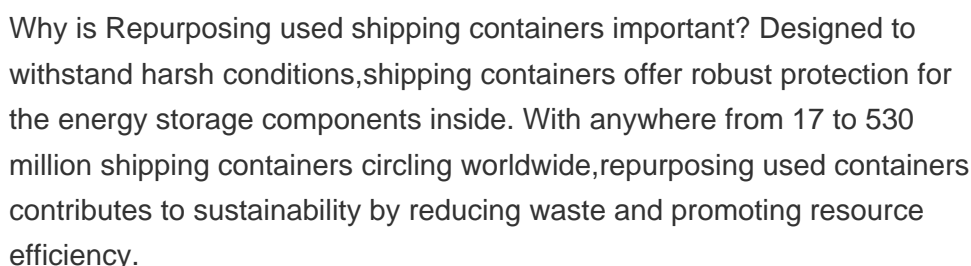 Why is Repurposing used shipping containers important? Designed to
withstand harsh conditions,shipping containers offer robust protection for
the energy storage components inside. With anywhere from 17 to 530
million shipping containers circling worldwide,repurposing used containers
contributes to sustainability by reducing waste and promoting resource
efficiency.